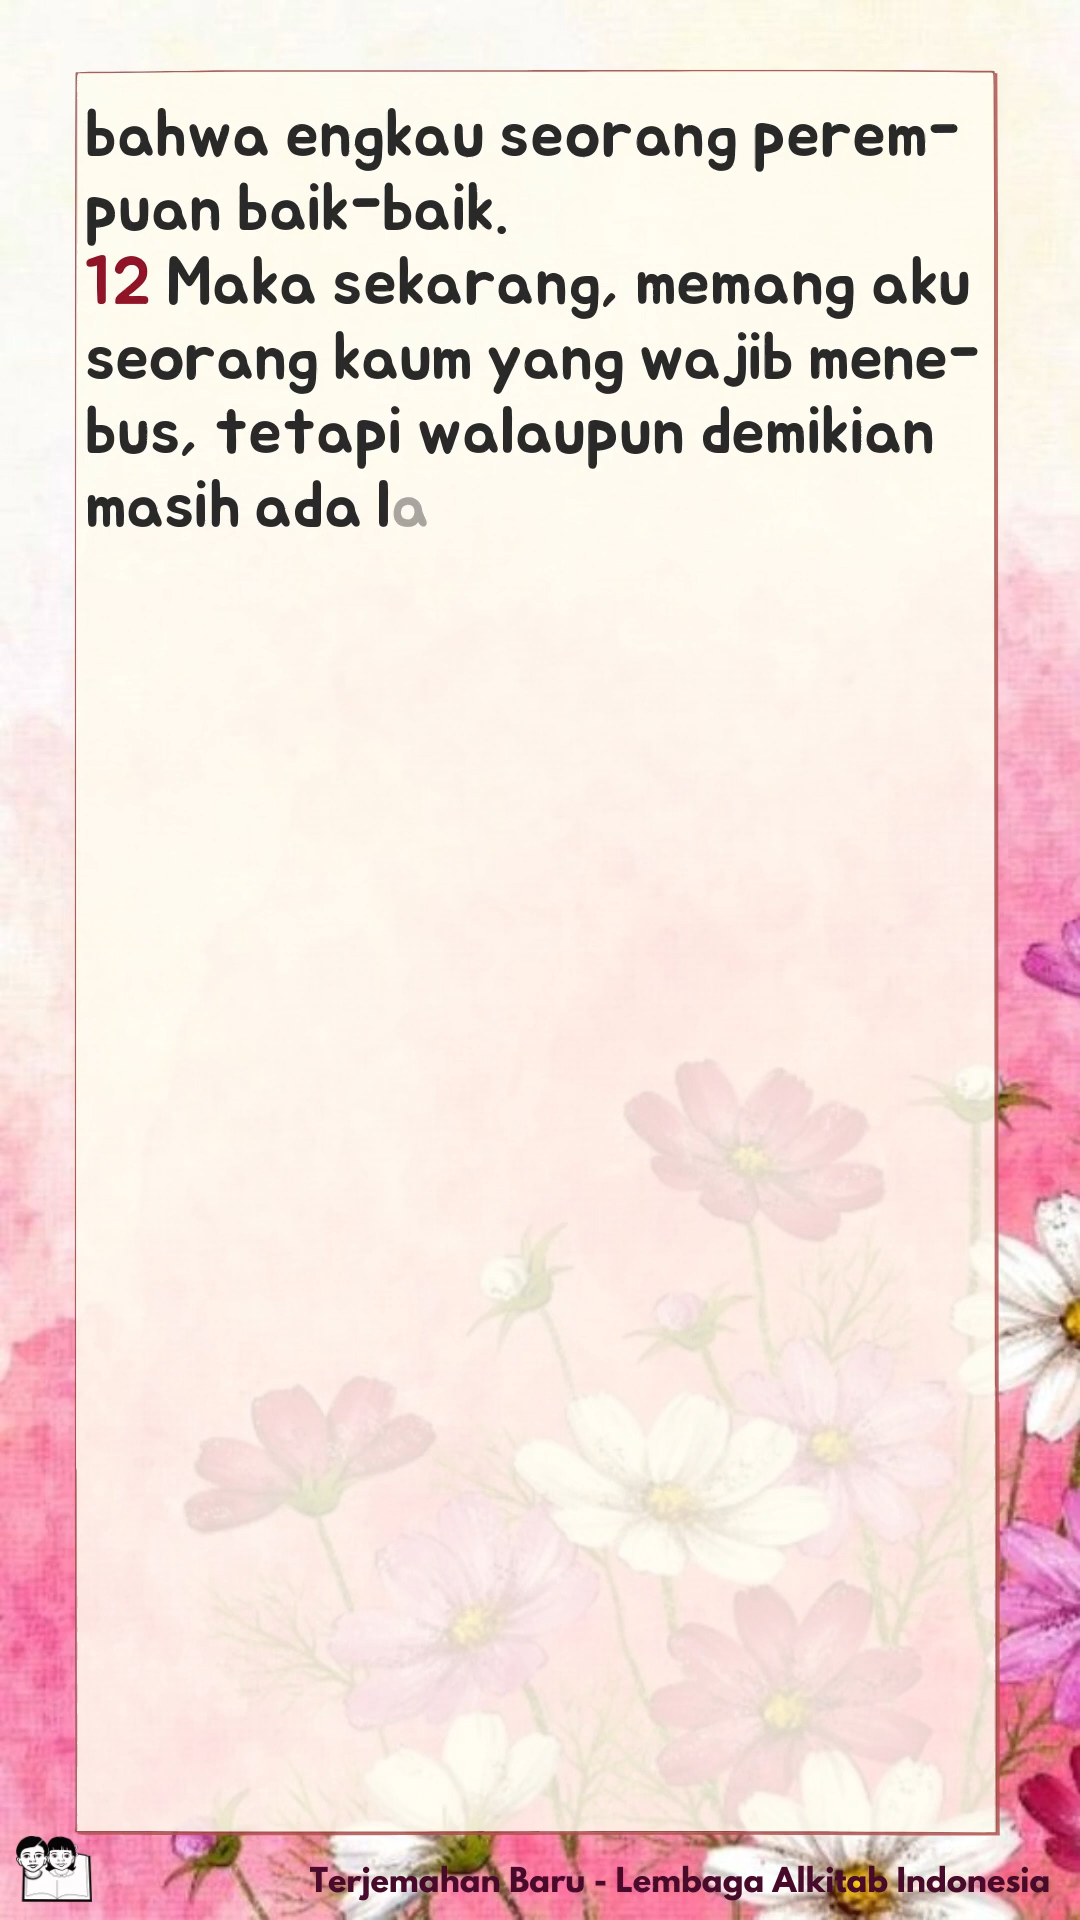 bahwa engkau seorang perem-
puan baik-baik.
12 Maka sekarang, memang aku
seorang kaum yang wajib mene-
bus, tetapi walaupun demikian
masih ada la
Terjemahan Baru - Lembaga Alkitab Indonesia